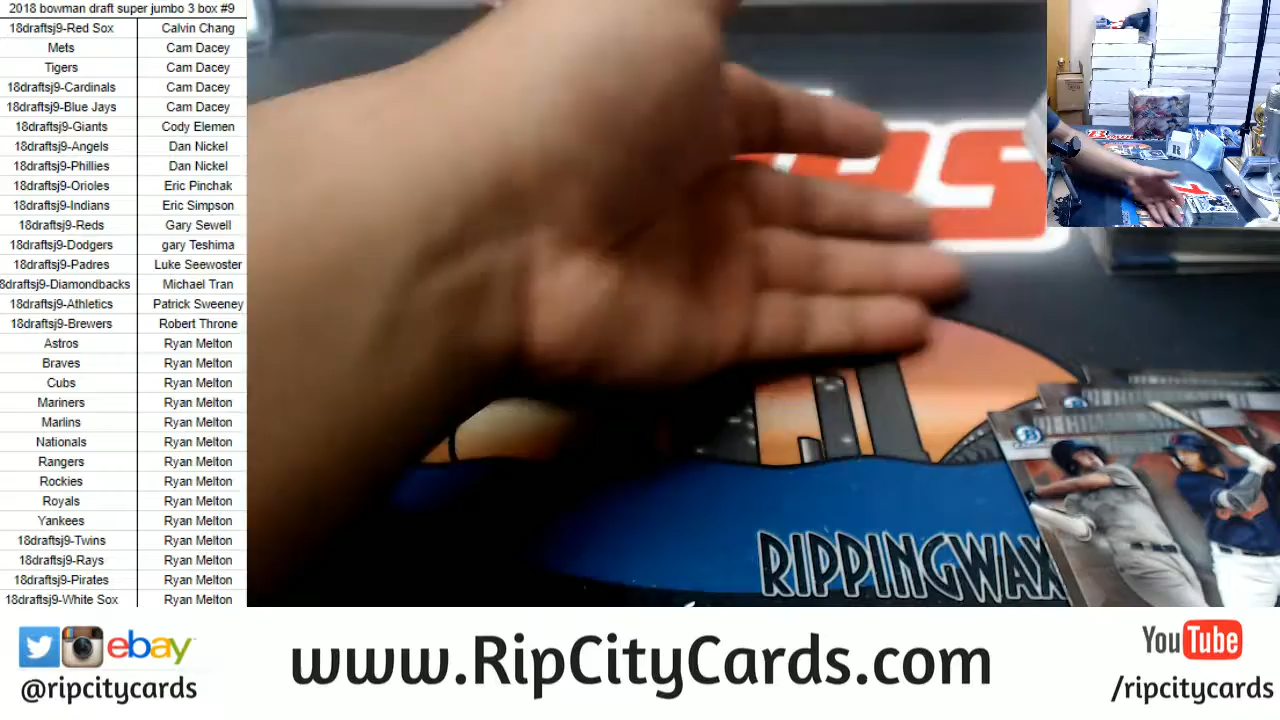 2018 bowman draft super jumbo 3 box #9
18draftsj9-Red Sox Calvin Chang
Mets Cam Dacey
Tigers Cam Dacey
18draftsj9-Cardinals Cam Dacey
18draftsj9-Blue Jays Cam Dacey
18draftsj9-Giants Cody Elemen
18draftsj9-Angels Dan Nickel
18draftsj9-Phillies Dan Nickel
18draftsj9-Orioles Eric Pinchak
18draftsj9-Indians Eric Simpson
18draftsj9-Reds Gary Sewell
18draftsj9-Dodgers gary Teshima
18draftsj9-Padres Luke Seewoster
8draftsj9-Diamondbacks Michael Tran
18draftsj9-Athletics Patrick Sweeney
18draftsj9-Brewers Robert Throne
Astros Ryan Melton
Braves Ryan Melton
Cubs Ryan Melton
Mariners Ryan Melton
Marlins Ryan Melton
Nationals Ryan Melton
Rangers Ryan Melton
Rockies Ryan Melton
Royals Ryan Melton
Yankees Ryan Melton
18draftsj9-Twins Ryan Melton
18draftsj9-Rays Ryan Melton
18draftsj9-Pirates Ryan Melton
18draftsj9-White Sox Ryan Melton
RIPPINGWAX
ebay
@ripcitycards
www.RipCityCards.com
YouTube
/ripcitycards